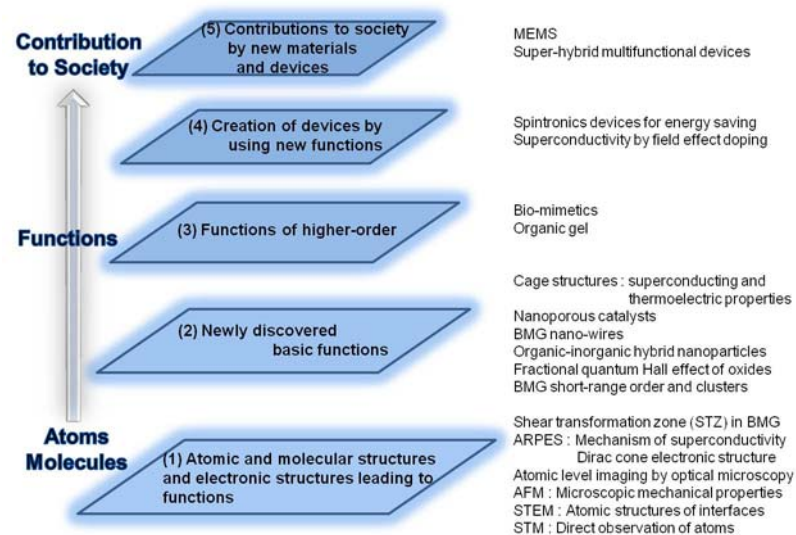 Contribution
to Society
(5) Contributions to society
by new materials
and devices
MEMS
Super-hybrid multifunctional devices
(4) Creation of devices by
using new functions
Spintronics devices for energy saving
Superconductivity by field effect doping
Functions
(3) Functions of higher-order
Bio-mimetics
Organic gel
(2) Newly discovered
basic functions
Cage structures : superconducting and
thermoelectric properties
Nanoporous catalysts
BMG nano-wires
Organic-inorganic hybrid nanoparticles
Fractional quantum Hall effect of oxides
BMG short-range order and clusters
Atoms
Molecules
(1) Atomic and molecular structures
and electronic structures leading to
functions
Shear transformation zone (STZ) in BMG
ARPES : Mechanism of superconductivity
Dirac cone electronic structure
Atomic level imaging by optical microscopy
AFM : Microscopic mechanical properties
STEM : Atomic structures of interfaces
STM : Direct observation of atoms